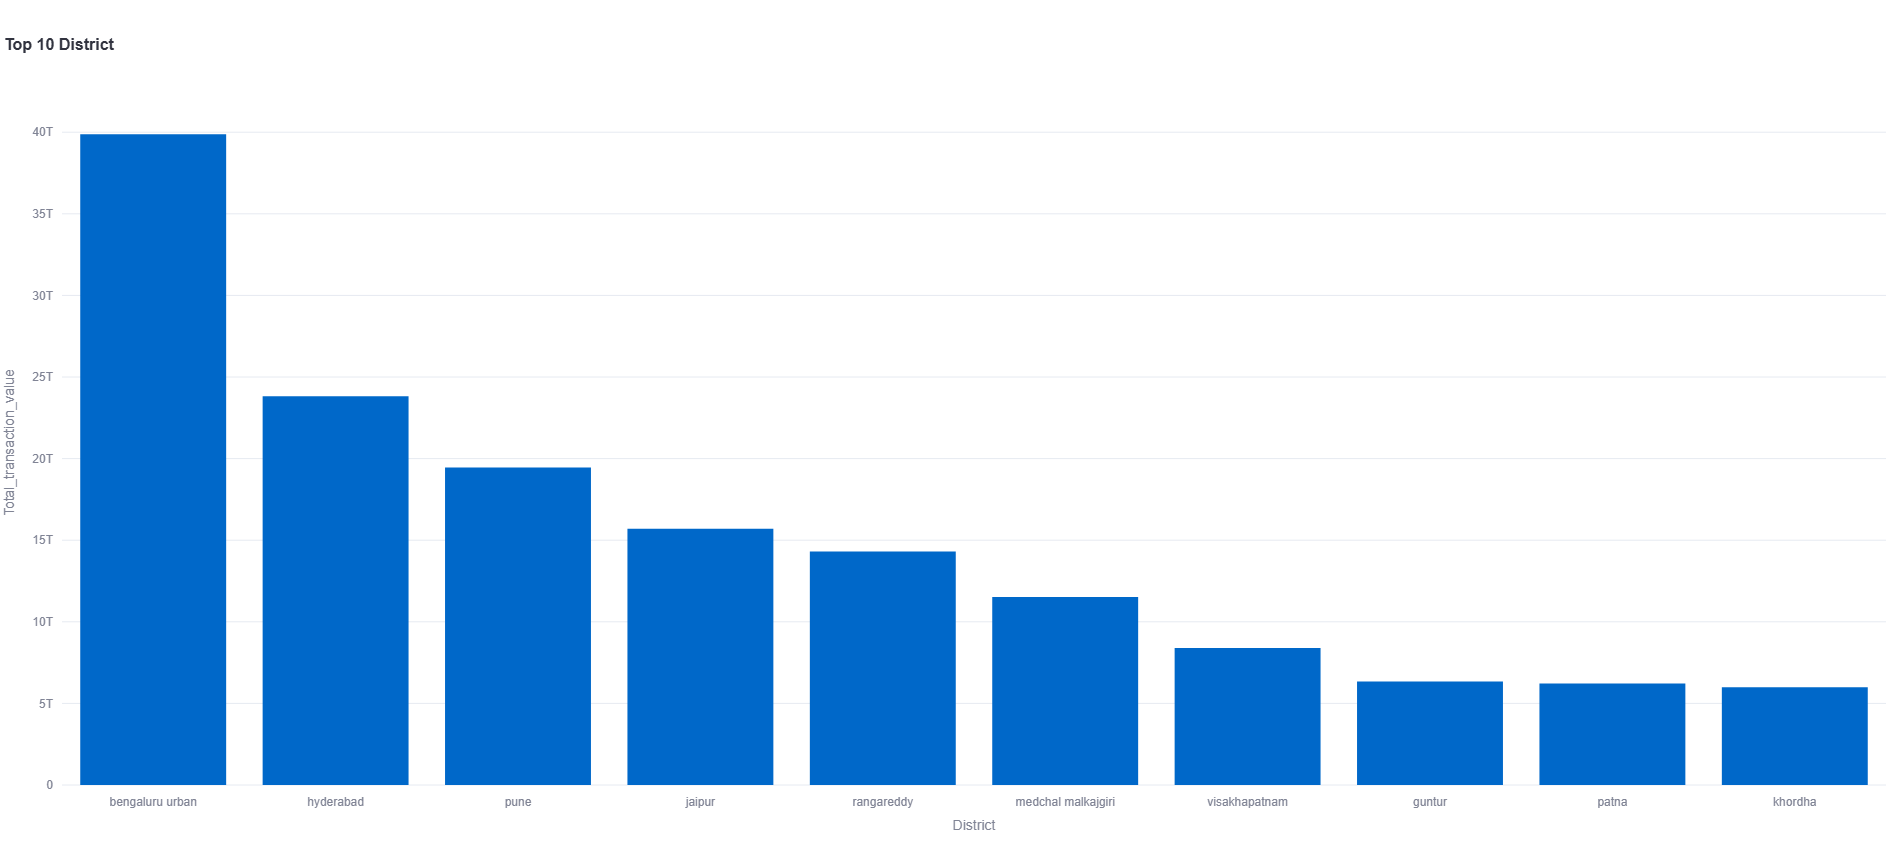 Top 10 District
Total_transaction_value
40T
35T
30T
25T
20T
15T
10T
5T
0
bengaluru urban
hyderabad
pune
jaipur
rangareddy
medchal malkajgiri
visakhapatnam
guntur
patna
khordha
District